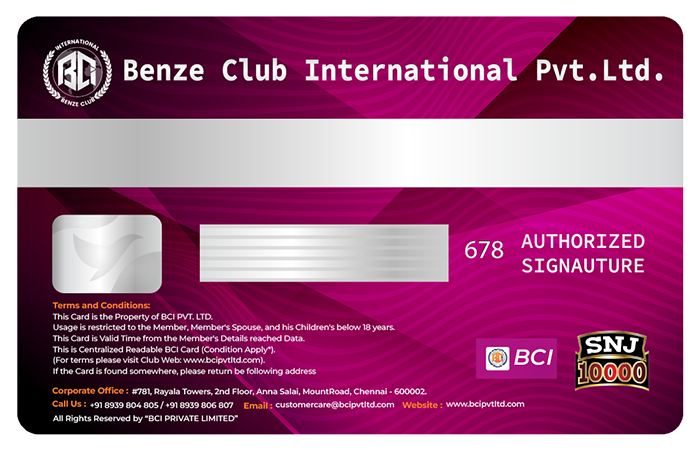 INTERNATIONAL
BCI
BENZE CLUB
Benze Club International Pvt.Ltd.
678
AUTHORIZED
SIGNAUTURE
Terms and Conditions:
This Card is the Property of BCI PVT. LTD.
Usage is restricted to the Member, Member's Spouse, and his Children's below 18 years.
This Card is Valid Time from the Member's Details reached Data.
This is Centralized Readable BCI Card (Condition Apply*).
(For terms please visit Club Web: www.bcipvtltd.com).
If the Card is found somewhere, please return be following address
BCI
SNJ
10000
Corporate Office : #781, Rayala Towers, 2nd Floor, Anna Salai, MountRoad, Chennai - 600002.
Call Us : +91 8939 804 805 / +91 8939 806 807 Email : customercare@bcipvtltd.com Website : www.bcipvtltd.com
All Rights Reserved by “BCI PRIVATE LIMITED”